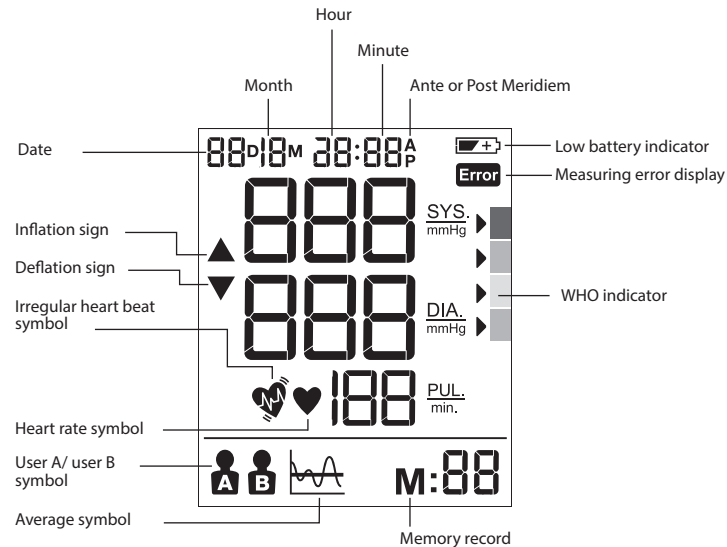 Hour
Minute
Month
Ante or Post Meridiem
Date
88D18M 28:88 A
P
Low battery indicator
Error
Measuring error display
SYS.
mmHg
888
Inflation sign
Deflation sign
WHO indicator
Irregular heart beat
symbol
888
DIA.
mmHg
188
PUL.
min.
Heart rate symbol
User A/ user B
symbol
A B
M:88
Average symbol
Memory record